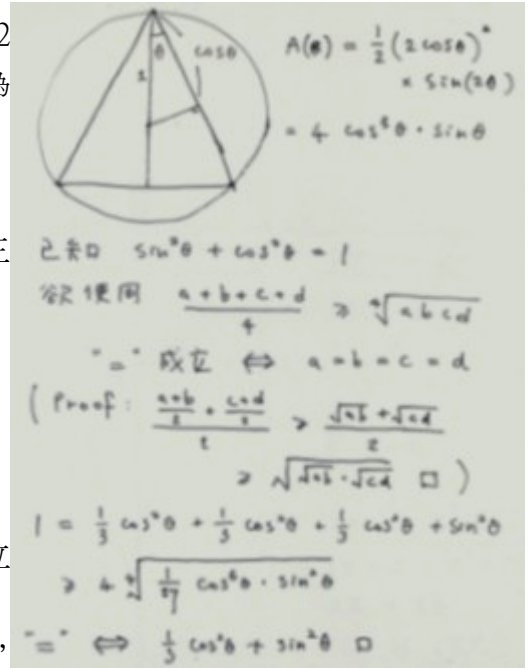 2
θ
cosθ
1
A(θ) = 1/2 (2cosθ)²
× sin(2θ)
= 4 cos³θ · sinθ
正 已知 sin²θ + cos²θ = 1
欲使用 (a + b + c + d)/4 ≥ ⁴√(abcd)
"=" 成立 ⇔ a = b = c = d
( Proof: ((a+b)/2 + (c+d)/2)/2 ≥ (√ab + √cd)/2
≥ √(√ab · √cd) □ )
1 = 1/3 cos²θ + 1/3 cos²θ + 1/3 cos²θ + sin²θ
≥ 4 ⁴√(1/27 cos⁶θ · sin²θ)
, "=" ⇔ 1/3 cos²θ = sin²θ □